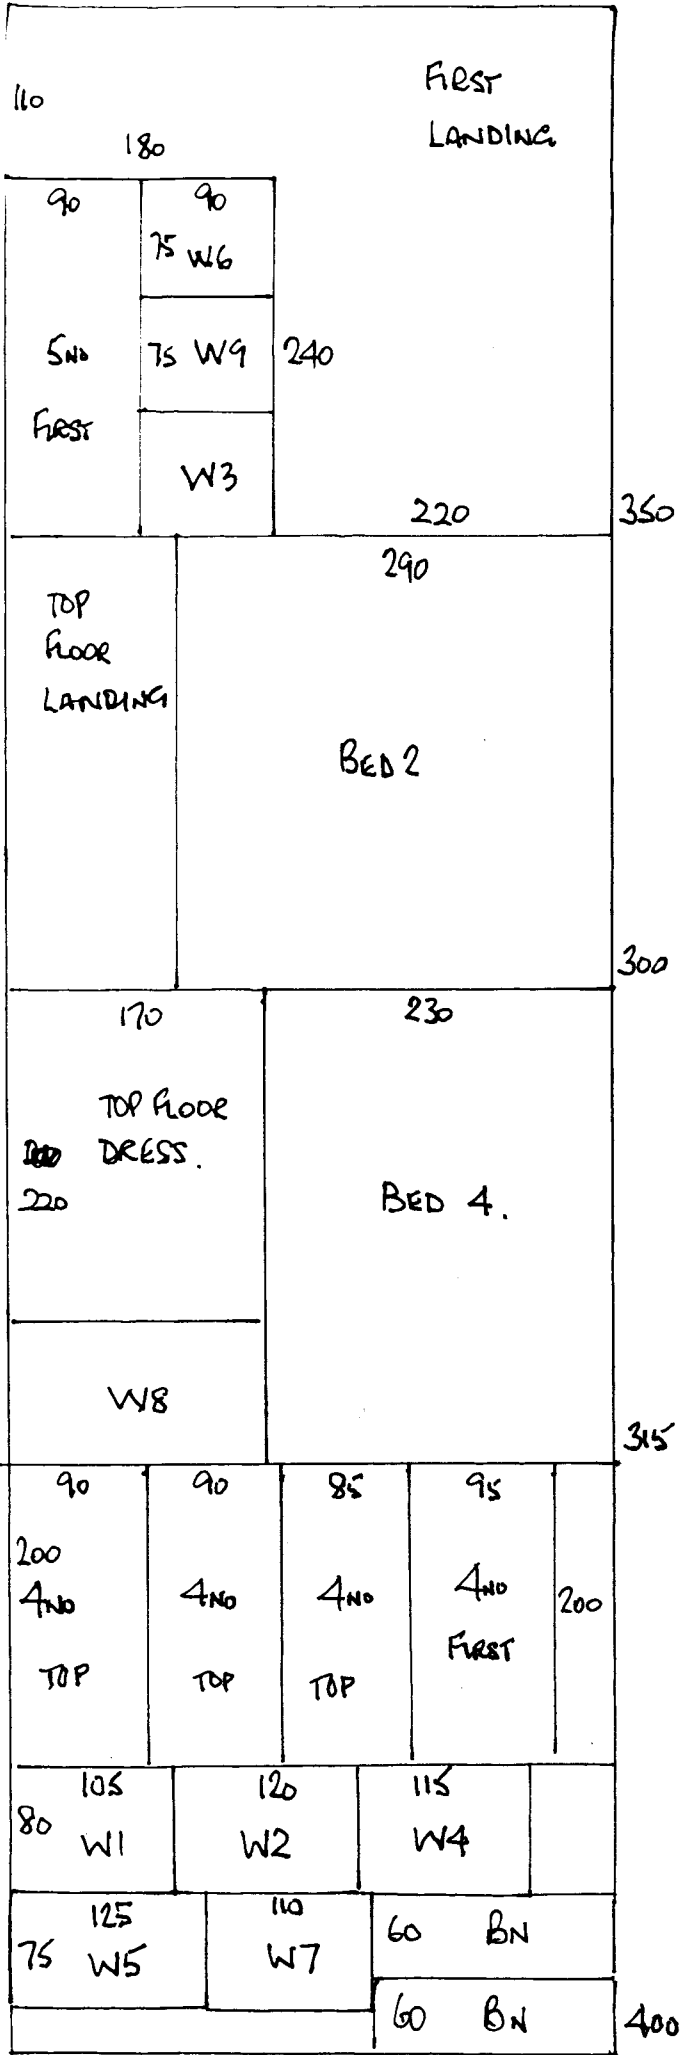 FIRST
LANDING
110
180
90
90
75 W6
5NO
FIRST
75 W9
240
W3
220
350
290
TOP
FLOOR
LANDING
BED 2
300
170
230
TOP FLOOR
DRESS.
220
BED 4.
W8
315
90
90
85
95
200
4NO
TOP
4NO
TOP
4NO
TOP
4NO
FIRST
200
105
120
115
80
W1
W2
W4
125
110
75 W5
W7
60 BN
60 BN
400